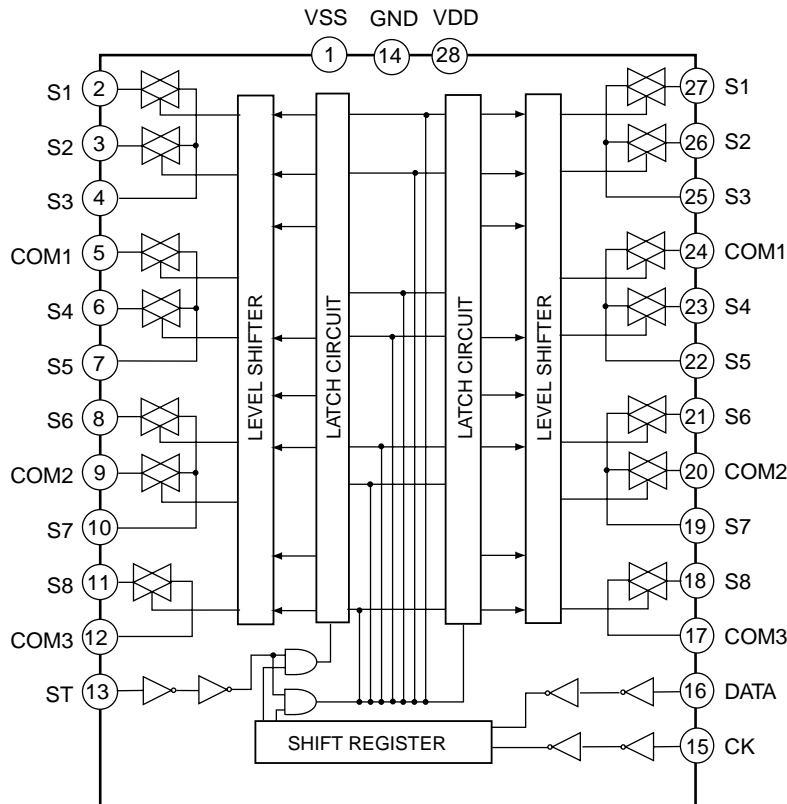 VSS GND VDD
1 14 28
S1 2
S2 3
S3 4
COM1 5
S4 6
S5 7
S6 8
COM2 9
S7 10
S8 11
COM3 12
ST 13
LEVEL SHIFTER
LATCH CIRCUIT
LATCH CIRCUIT
LEVEL SHIFTER
27 S1
26 S2
25 S3
24 COM1
23 S4
22 S5
21 S6
20 COM2
19 S7
18 S8
17 COM3
16 DATA
15 CK
SHIFT REGISTER